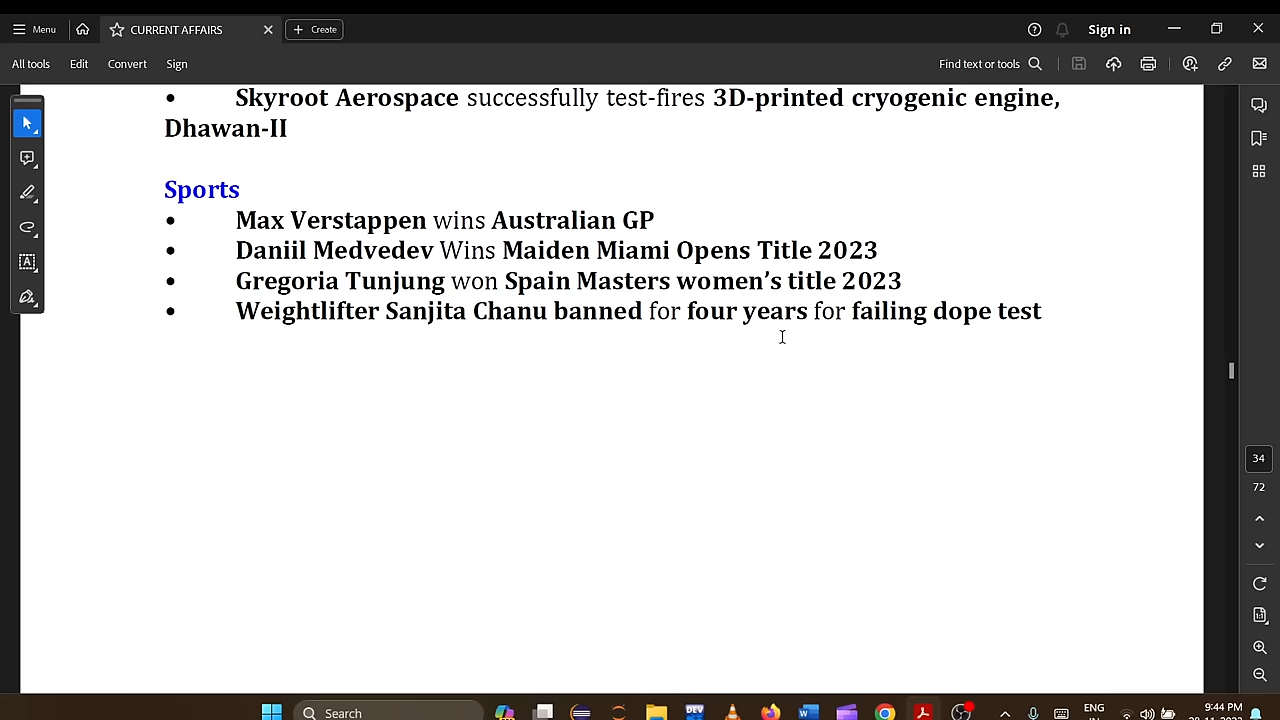 Menu
CURRENT AFFAIRS
Create
Sign in
All tools Edit Convert Sign
Find text or tools
• Skyroot Aerospace successfully test-fires 3D-printed cryogenic engine,
Dhawan-II
Sports
• Max Verstappen wins Australian GP
• Daniil Medvedev Wins Maiden Miami Opens Title 2023
• Gregoria Tunjung won Spain Masters women’s title 2023
• Weightlifter Sanjita Chanu banned for four years for failing dope test
34
72
Search
ENG
9:44 PM